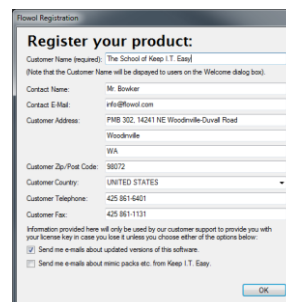 Flowol Registration
Register your product:
Customer Name (required): The School of Keep I.T. Easy
(Note that the Customer Name will be dispayed to users on the Welcome dialog box).
Contact Name: Mr. Bowker
Contact E-Mail: info@flowol.com
Customer Address: PMB 302, 14241 NE Woodinville-Duvall Road
Woodinville
WA
Customer Zip/Post Code: 98072
Customer Country: UNITED STATES
Customer Telephone: 425 861-6401
Customer Fax: 425 861-1131
Information provided here will only be used by our customer support to provide you with
your license key in case you lose it unless you choose either of the options below:
Send me e-mails about updated versions of this software.
Send me e-mails about mimic packs etc. from Keep I.T. Easy.
OK